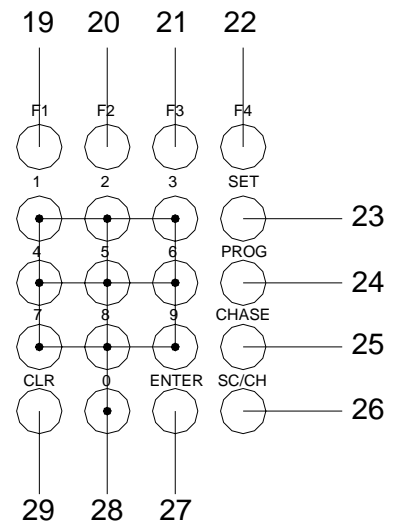 19 20 21 22
F1 F2 F3 F4
1 2 3 SET
23
4 5 6 PROG
24
7 8 9 CHASE
25
CLR 0 ENTER SC/CH
26
29 28 27